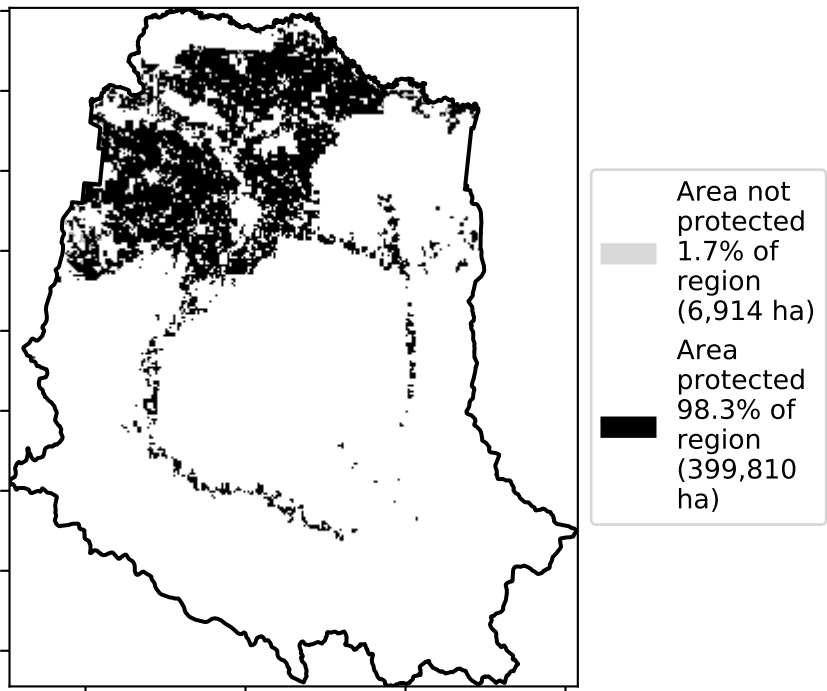 Area not
protected
1.7% of
region
(6,914 ha)
Area
protected
98.3% of
region
(399,810
ha)